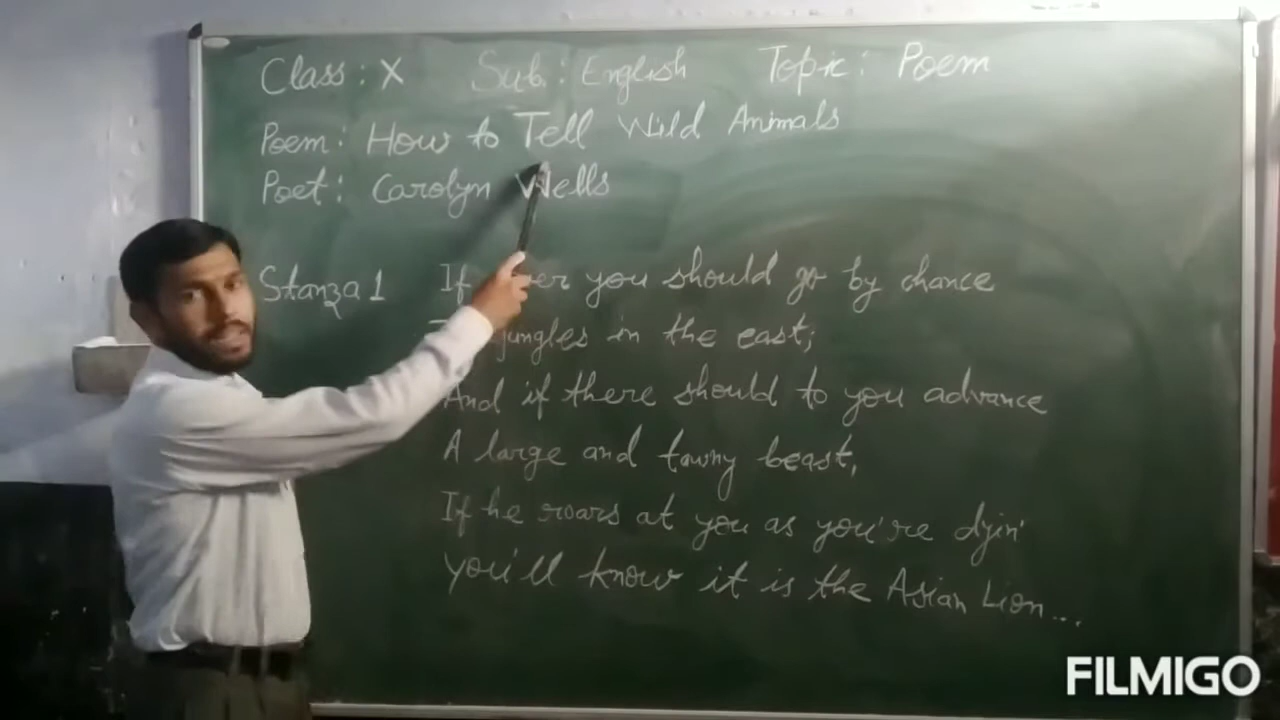 Class : X Sub. : English Topic : Poem
Poem : How to Tell Wild Animals
Poet : Carolyn Wells
Stanza 1 If you should go by chance
jungles in the east;
And if there should to you advance
A large and tawny beast,
If he roars at you as you're dyin'
You'll know it is the Asian Lion...
FILMIGO